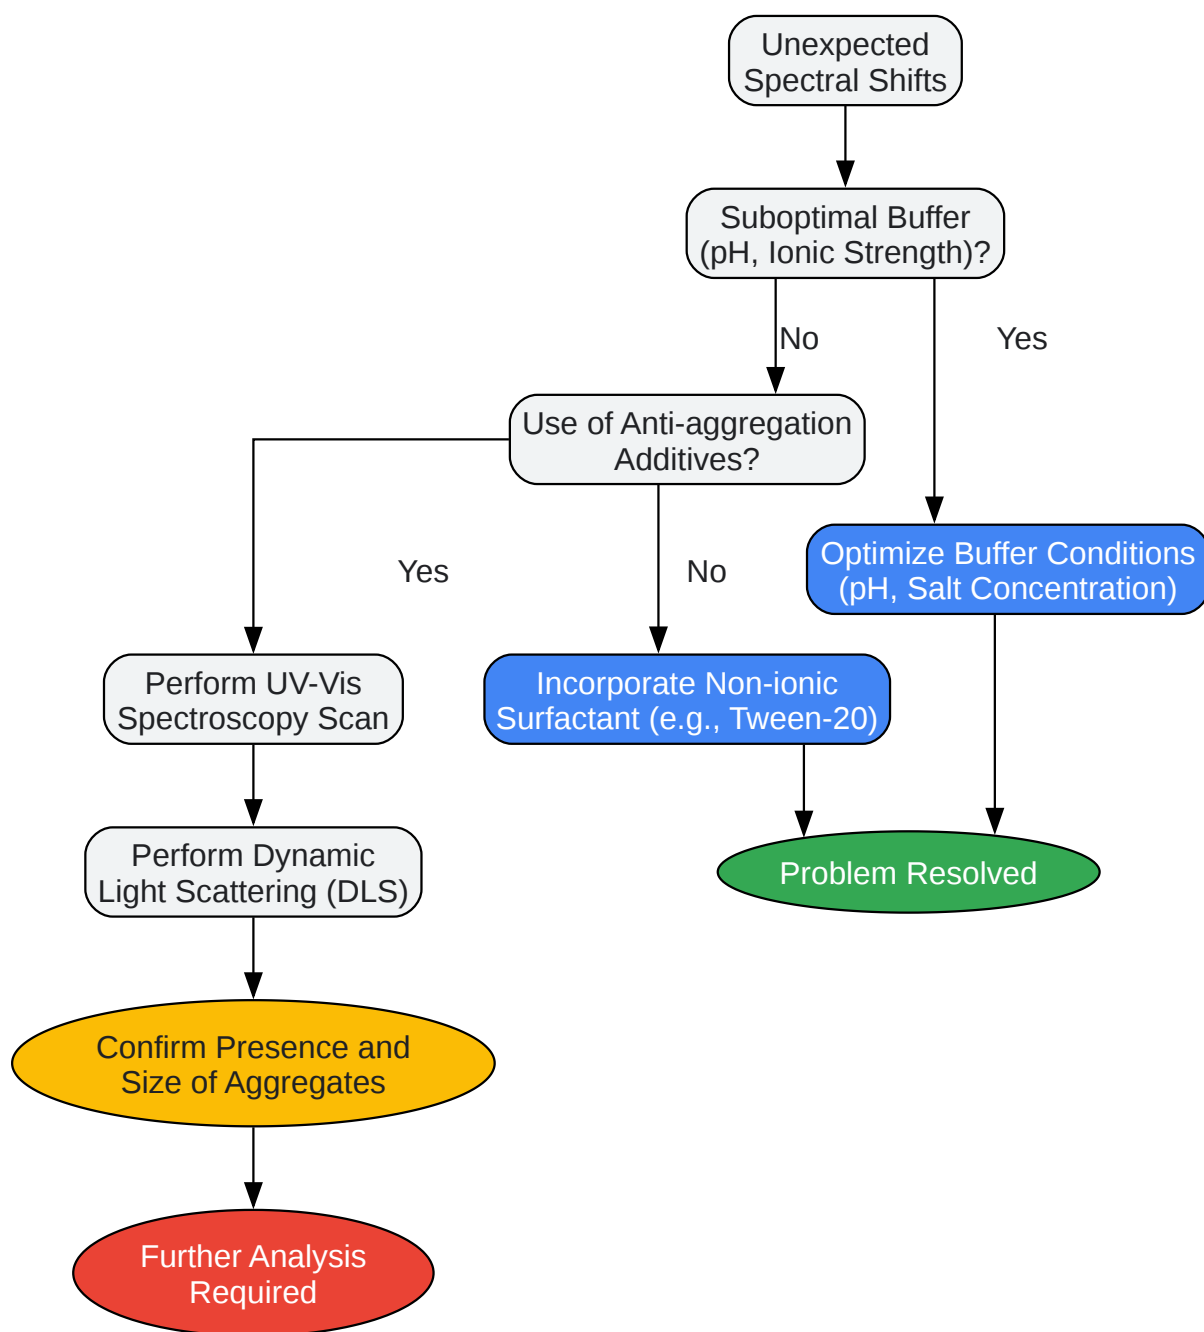 Unexpected
Spectral Shifts
Suboptimal Buffer
(pH, Ionic Strength)?
No
Yes
Use of Anti-aggregation
Additives?
Yes
No
Optimize Buffer Conditions
(pH, Salt Concentration)
Perform UV-Vis
Spectroscopy Scan
Incorporate Non-ionic
Surfactant (e.g., Tween-20)
Perform Dynamic
Light Scattering (DLS)
Problem Resolved
Confirm Presence and
Size of Aggregates
Further Analysis
Required